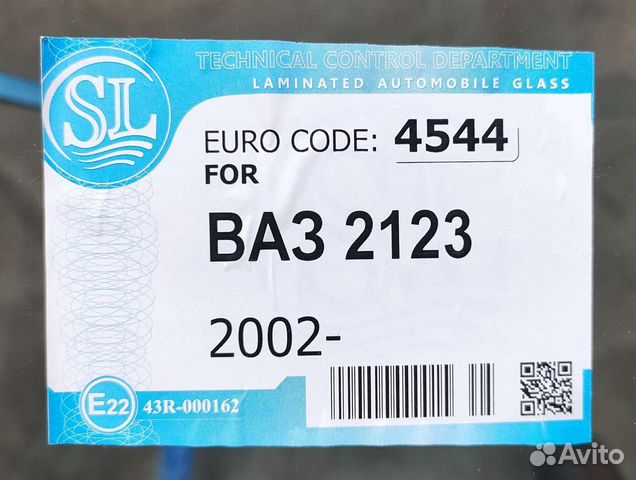 SL
TECHNICAL CONTROL DEPARTMENT
LAMINATED AUTOMOBILE GLASS
EURO CODE: 4544
FOR
ВАЗ 2123
2002-
E22 43R-000162
Avito